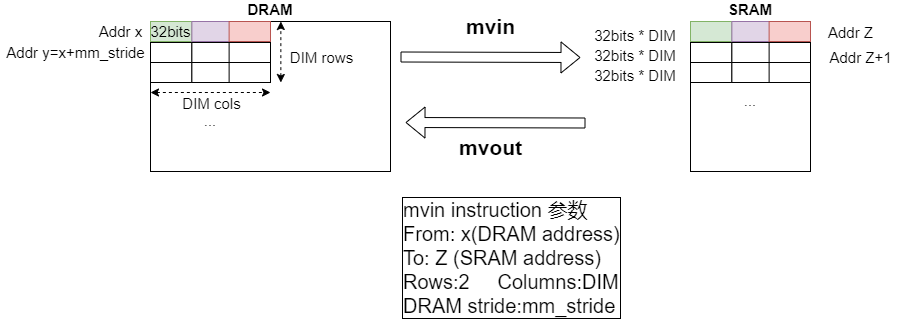 DRAM
SRAM
Addr x
32bits
Addr y=x+mm_stride
DIM rows
DIM cols
...
mvin
mvout
32bits * DIM
32bits * DIM
32bits * DIM
Addr Z
Addr Z+1
...
mvin instruction 参数
From: x(DRAM address)
To: Z (SRAM address)
Rows:2 Columns:DIM
DRAM stride:mm_stride